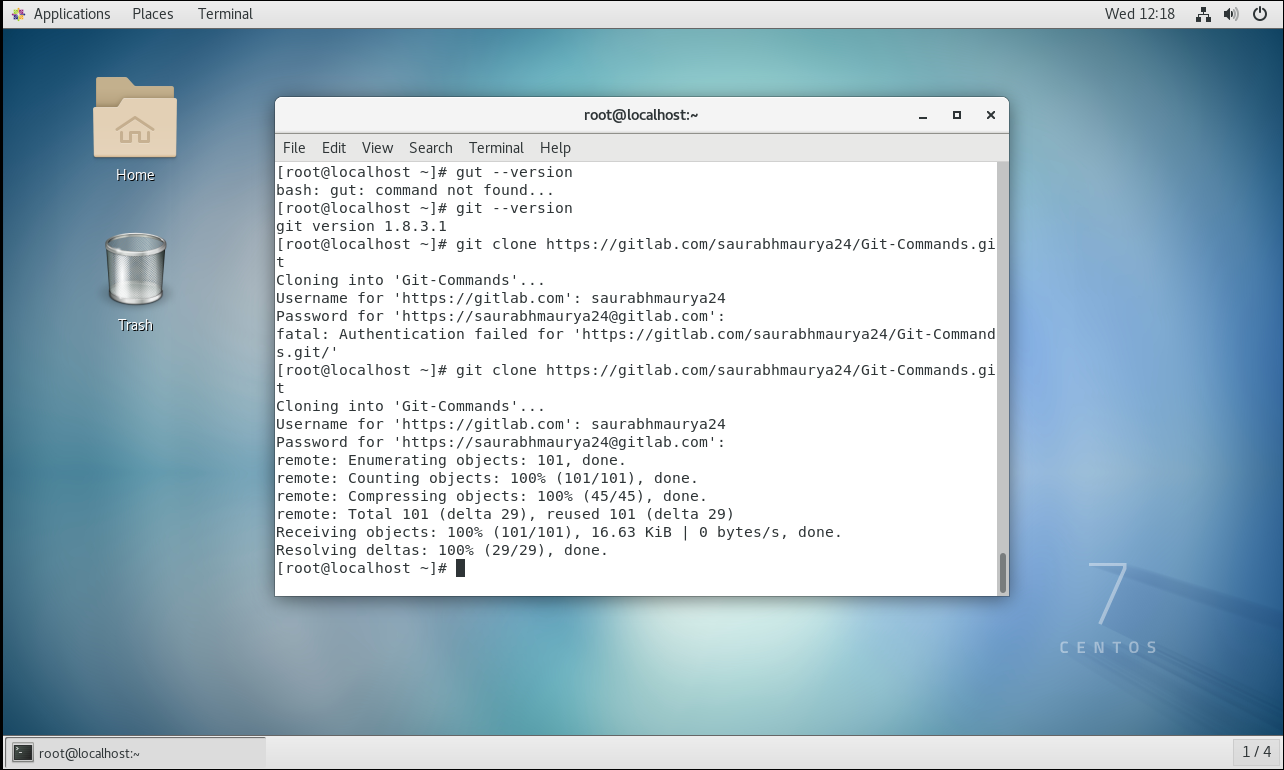 Applications Places Terminal Wed 12:18
Home
Trash
root@localhost:~
File Edit View Search Terminal Help
[root@localhost ~]# gut --version
bash: gut: command not found...
[root@localhost ~]# git --version
git version 1.8.3.1
[root@localhost ~]# git clone https://gitlab.com/saurabhmaurya24/Git-Commands.gi
t
Cloning into 'Git-Commands'...
Username for 'https://gitlab.com': saurabhmaurya24
Password for 'https://saurabhmaurya24@gitlab.com':
fatal: Authentication failed for 'https://gitlab.com/saurabhmaurya24/Git-Command
s.git/'
[root@localhost ~]# git clone https://gitlab.com/saurabhmaurya24/Git-Commands.gi
t
Cloning into 'Git-Commands'...
Username for 'https://gitlab.com': saurabhmaurya24
Password for 'https://saurabhmaurya24@gitlab.com':
remote: Enumerating objects: 101, done.
remote: Counting objects: 100% (101/101), done.
remote: Compressing objects: 100% (45/45), done.
remote: Total 101 (delta 29), reused 101 (delta 29)
Receiving objects: 100% (101/101), 16.63 KiB | 0 bytes/s, done.
Resolving deltas: 100% (29/29), done.
[root@localhost ~]#
7
CENTOS
root@localhost:~ 1 / 4